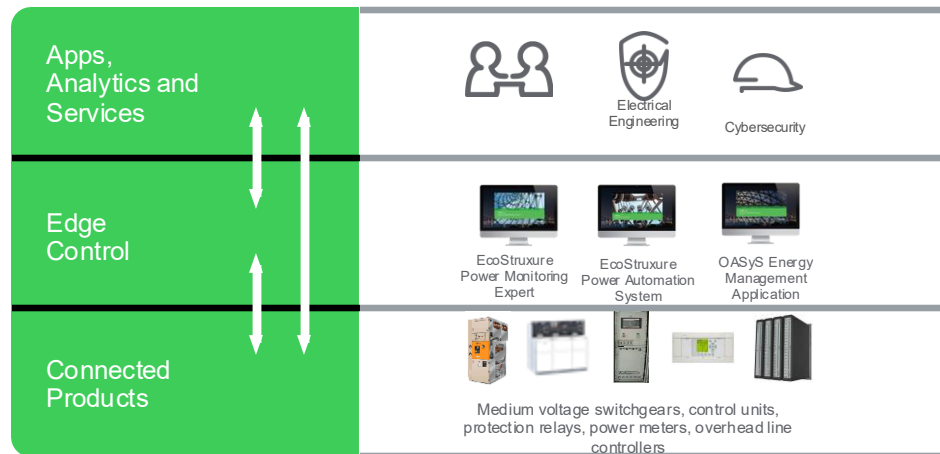 Apps,
Analytics and
Services
Electrical
Engineering
Cybersecurity
Edge
Control
EcoStruxure
Power Monitoring
Expert
EcoStruxure
Power Automation
System
OASyS Energy
Management
Application
Connected
Products
Medium voltage switchgears, control units,
protection relays, power meters, overhead line
controllers